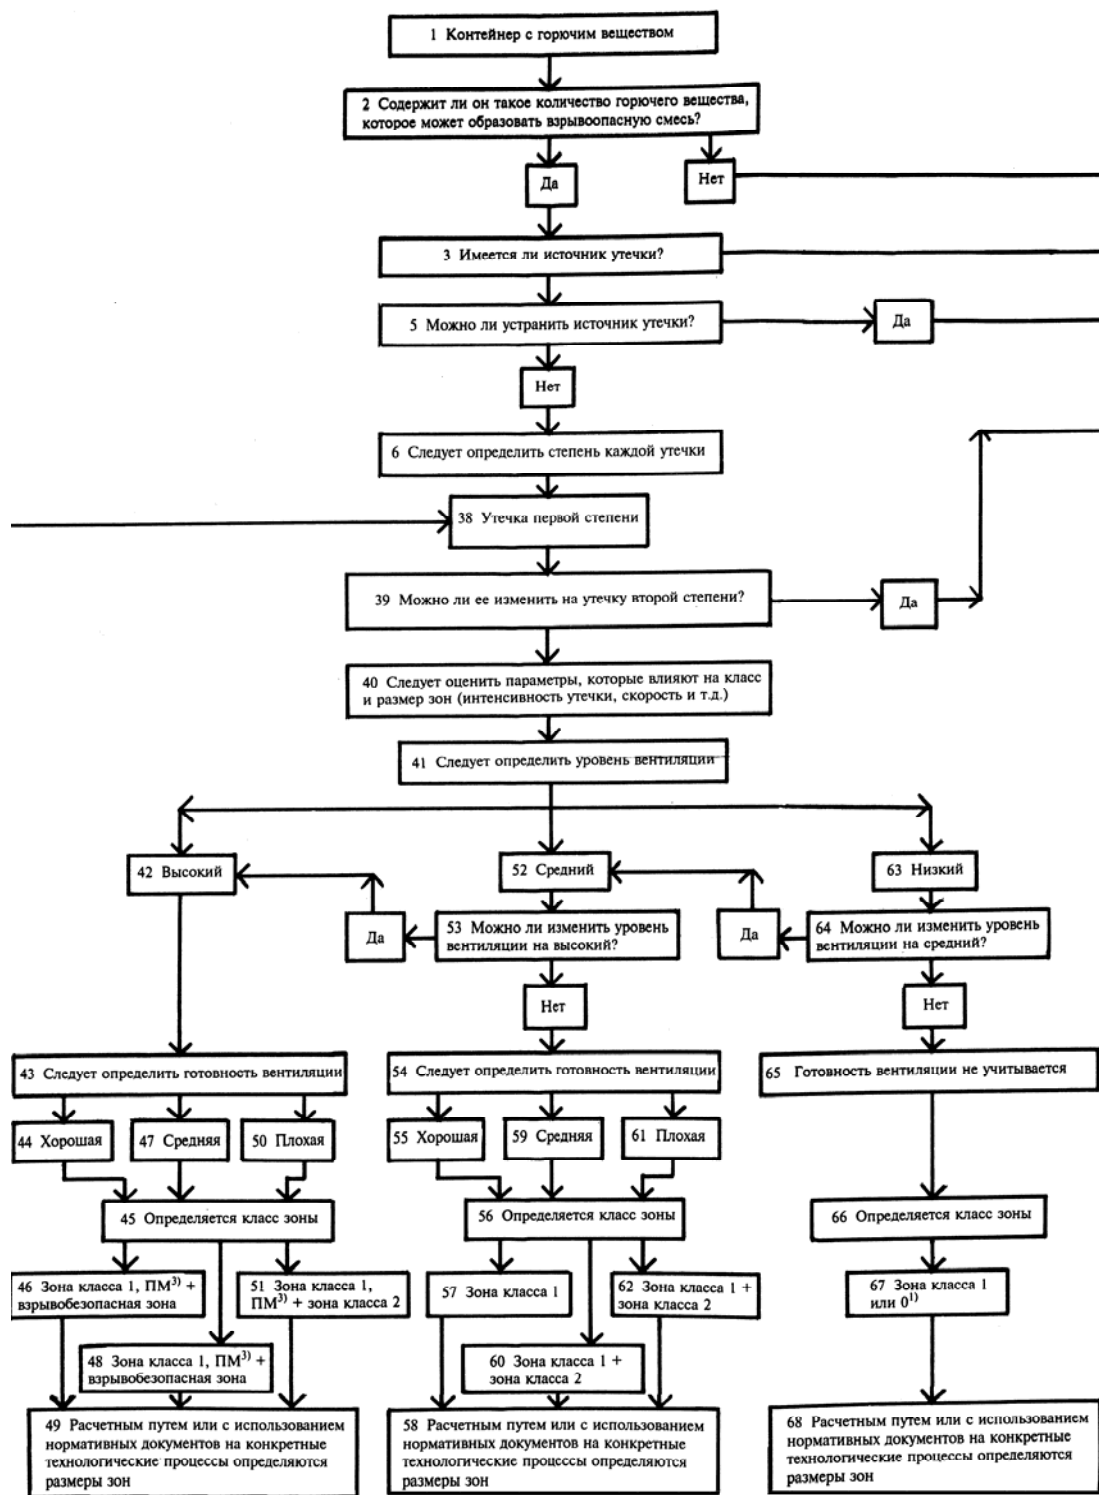 1 Контейнер с горючим веществом
2 Содержит ли он такое количество горючего вещества,
которое может образовать взрывоопасную смесь?
Да
Нет
3 Имеется ли источник утечки?
5 Можно ли устранить источник утечки?
Да
Нет
6 Следует определить степень каждой утечки
38 Утечка первой степени
39 Можно ли ее изменить на утечку второй степени?
Да
40 Следует оценить параметры, которые влияют на класс
и размер зон (интенсивность утечки, скорость и т.д.)
41 Следует определить уровень вентиляции
42 Высокий
52 Средний
63 Низкий
Да
53 Можно ли изменить уровень
вентиляции на высокий?
Да
64 Можно ли изменить уровень
вентиляции на средний?
Нет
Нет
43 Следует определить готовность вентиляции
54 Следует определить готовность вентиляции
65 Готовность вентиляции не учитывается
44 Хорошая
47 Средняя
50 Плохая
55 Хорошая
59 Средняя
61 Плохая
45 Определяется класс зоны
56 Определяется класс зоны
66 Определяется класс зоны
46 Зона класса 1, ПМ3) +
взрывобезопасная зона
51 Зона класса 1,
ПМ3) + зона класса 2
57 Зона класса 1
62 Зона класса 1 +
зона класса 2
67 Зона класса 1
или 01)
48 Зона класса 1, ПМ3) +
взрывобезопасная зона
60 Зона класса 1 +
зона класса 2
49 Расчетным путем или с использованием
нормативных документов на конкретные
технологические процессы определяются
размеры зон
58 Расчетным путем или с использованием
нормативных документов на конкретные
технологические процессы определяются
размеры зон
68 Расчетным путем или с использованием
нормативных документов на конкретные
технологические процессы определяются
размеры зон